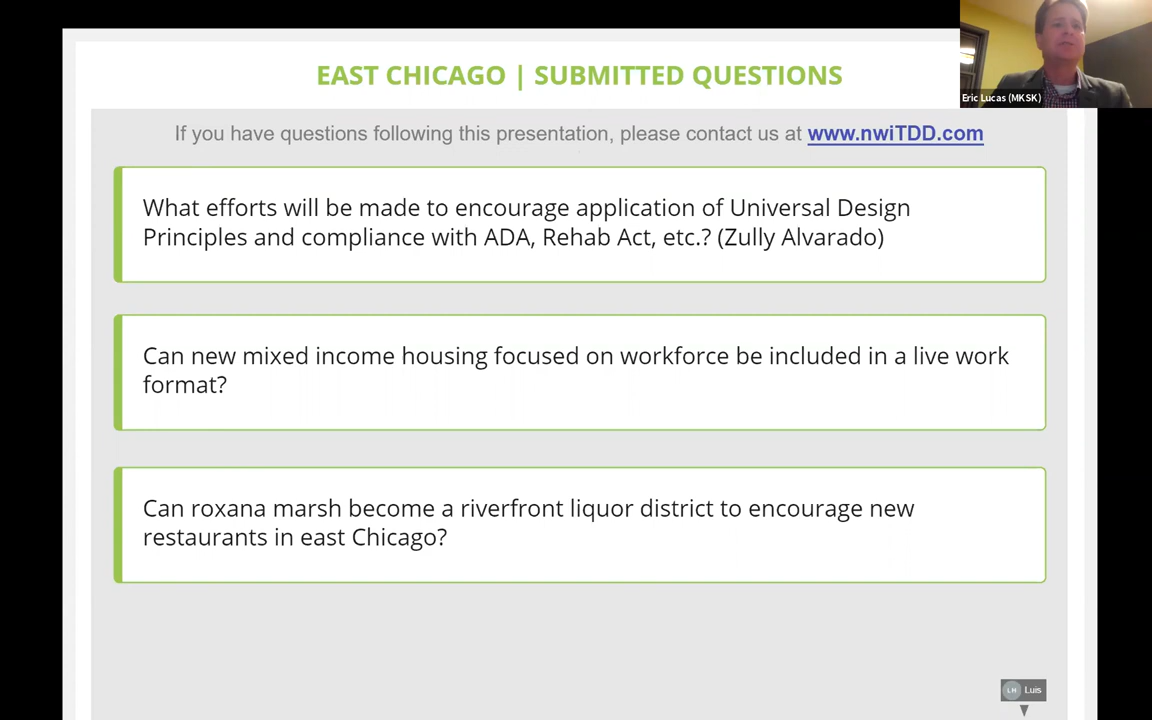 EAST CHICAGO | SUBMITTED QUESTIONS
Eric Lucas (MKSK)
If you have questions following this presentation, please contact us at www.nwiTDD.com
What efforts will be made to encourage application of Universal Design
Principles and compliance with ADA, Rehab Act, etc.? (Zully Alvarado)
Can new mixed income housing focused on workforce be included in a live work
format?
Can roxana marsh become a riverfront liquor district to encourage new
restaurants in east Chicago?
LH Luis